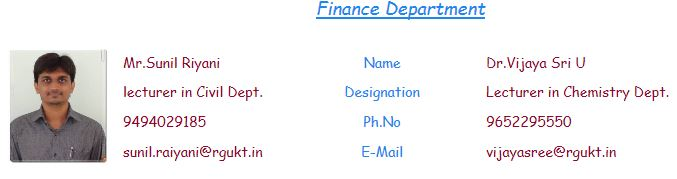 Finance Department
Mr.Sunil Riyani Name Dr.Vijaya Sri U
lecturer in Civil Dept. Designation Lecturer in Chemistry Dept.
9494029185 Ph.No 9652295550
sunil.raiyani@rgukt.in E-Mail vijayasree@rgukt.in